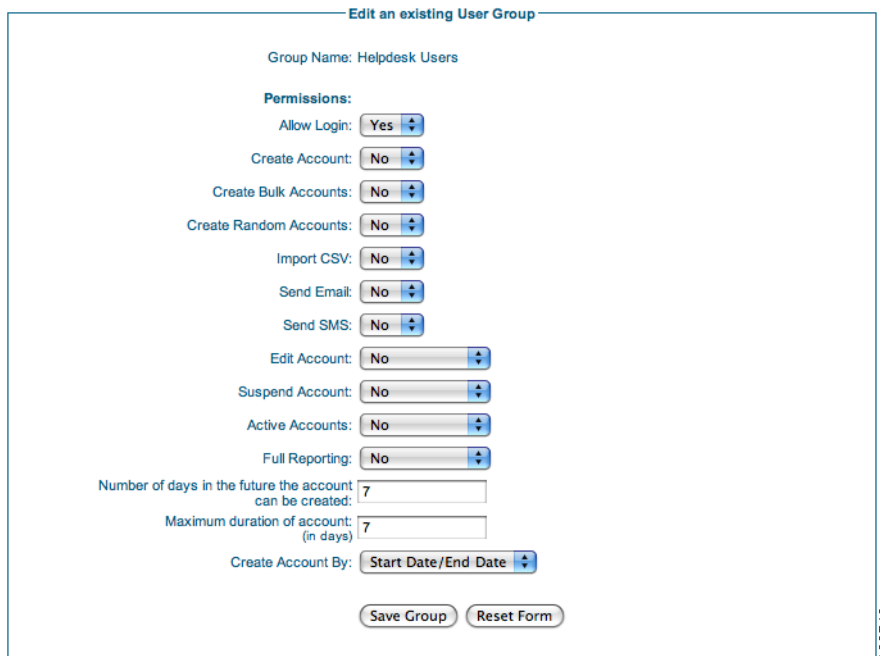 Edit an existing User Group
Group Name: Helpdesk Users
Permissions:
Allow Login: Yes
Create Account: No
Create Bulk Accounts: No
Create Random Accounts: No
Import CSV: No
Send Email: No
Send SMS: No
Edit Account: No
Suspend Account: No
Active Accounts: No
Full Reporting: No
Number of days in the future the account
can be created: 7
Maximum duration of account: 7
(in days)
Create Account By: Start Date/End Date
Save Group Reset Form